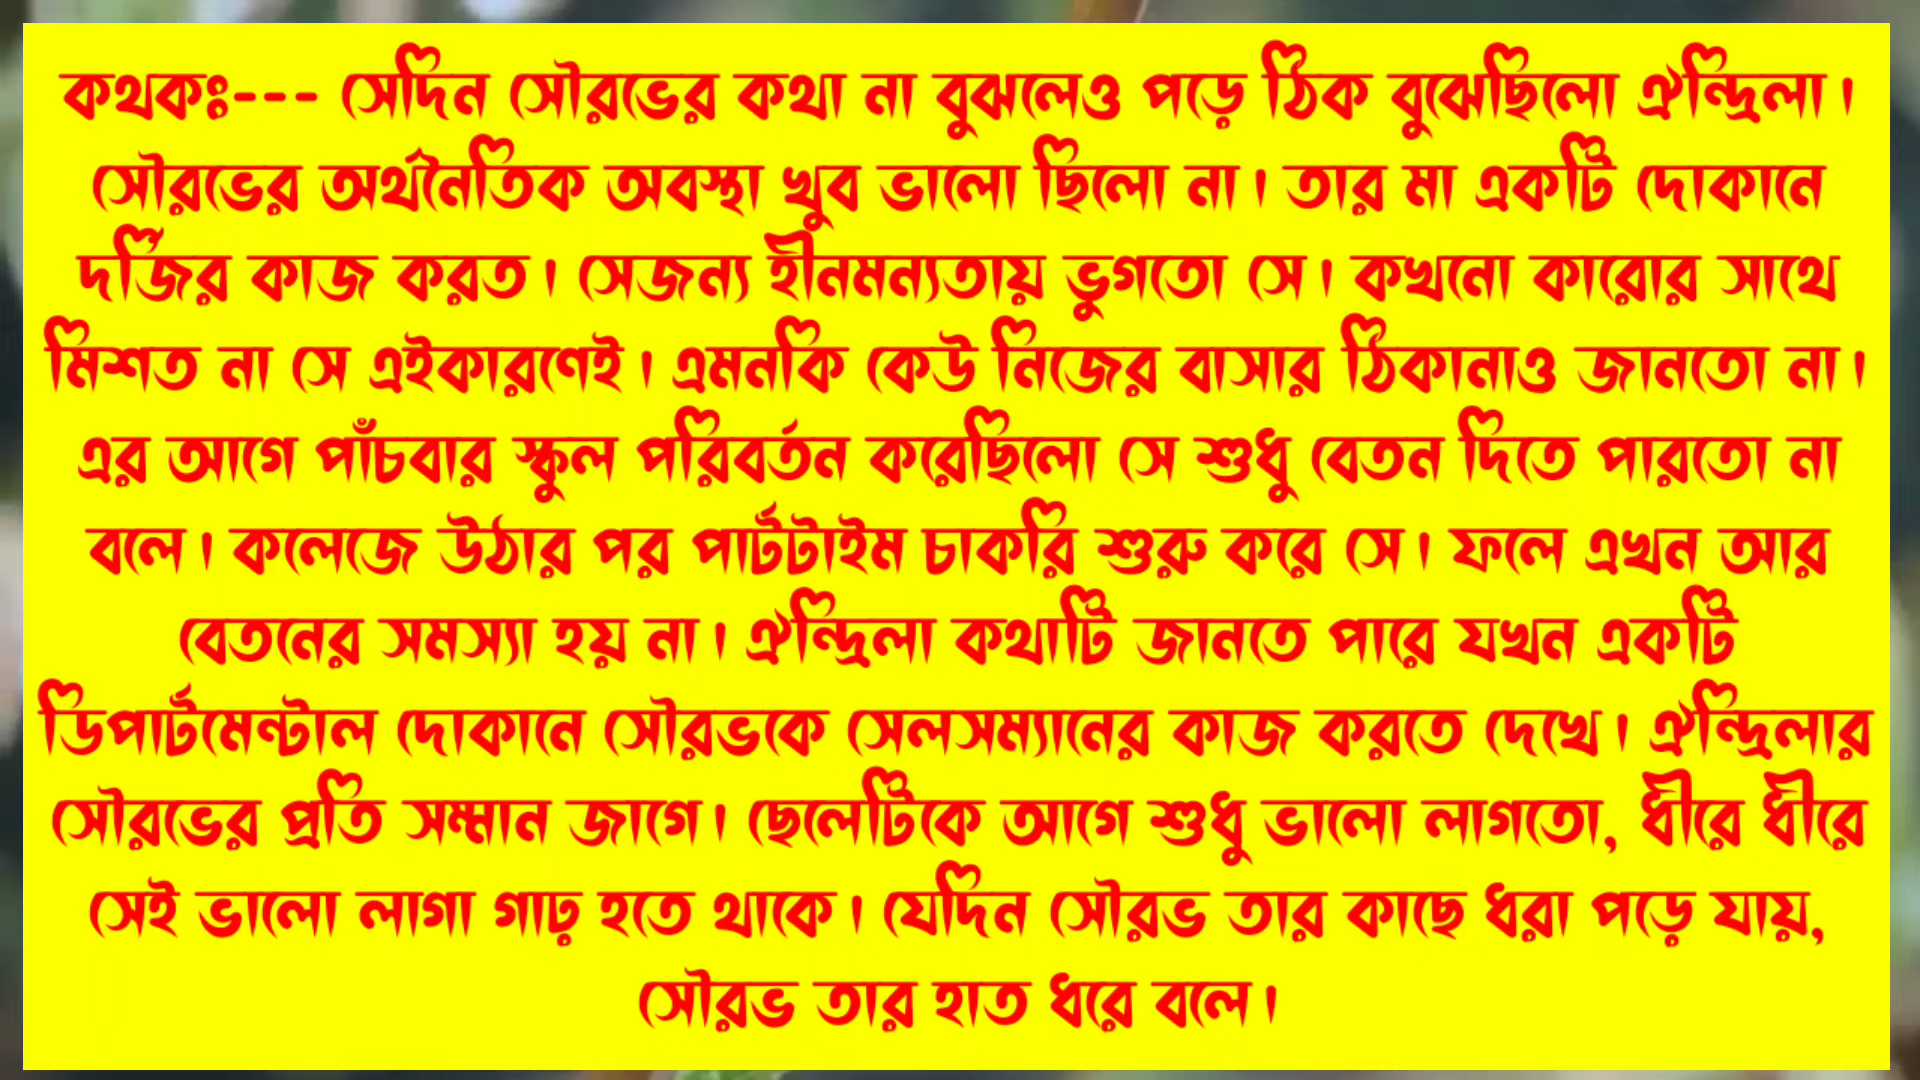 কথকঃ--- সেদিন সৌরভের কথা না বুঝলেও পড়ে ঠিক বুঝেছিলো ঐন্দ্রিলা।
সৌরভের অর্থনৈতিক অবস্থা খুব ভালো ছিলো না। তার মা একটি দোকানে
দর্জির কাজ করত। সেজন্য হীনমন্যতায় ভুগতো সে। কখনো কারোর সাথে
মিশত না সে এইকারণেই। এমনকি কেউ নিজের বাসার ঠিকানাও জানতো না।
এর আগে পাঁচবার স্কুল পরিবর্তন করেছিলো সে শুধু বেতন দিতে পারতো না
বলে। কলেজে উঠার পর পার্টটাইম চাকরি শুরু করে সে। ফলে এখন আর
বেতনের সমস্যা হয় না। ঐন্দ্রিলা কথাটি জানতে পারে যখন একটি
ডিপার্টমেন্টাল দোকানে সৌরভকে সেলসম্যানের কাজ করতে দেখে। ঐন্দ্রিলার
সৌরভের প্রতি সম্মান জাগে। ছেলেটিকে আগে শুধু ভালো লাগতো, ধীরে ধীরে
সেই ভালো লাগা গাঢ় হতে থাকে। যেদিন সৌরভ তার কাছে ধরা পড়ে যায়,
সৌরভ তার হাত ধরে বলে।